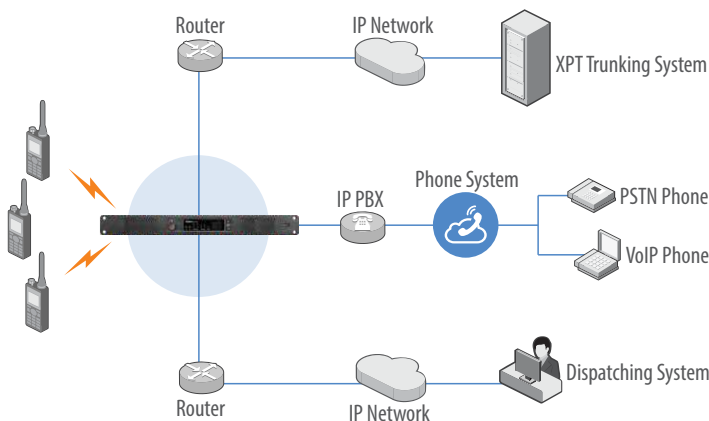 Router
IP Network
XPT Trunking System
IP PBX
Phone System
PSTN Phone
VoIP Phone
Dispatching System
Router
IP Network